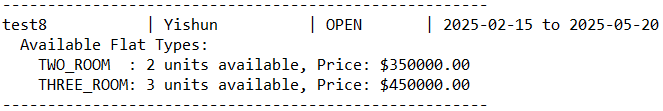 ------------------------------------------------------
test8          | Yishun          | OPEN       | 2025-02-15 to 2025-05-20
  Available Flat Types:
    TWO_ROOM  : 2 units available, Price: $350000.00
    THREE_ROOM: 3 units available, Price: $450000.00
------------------------------------------------------